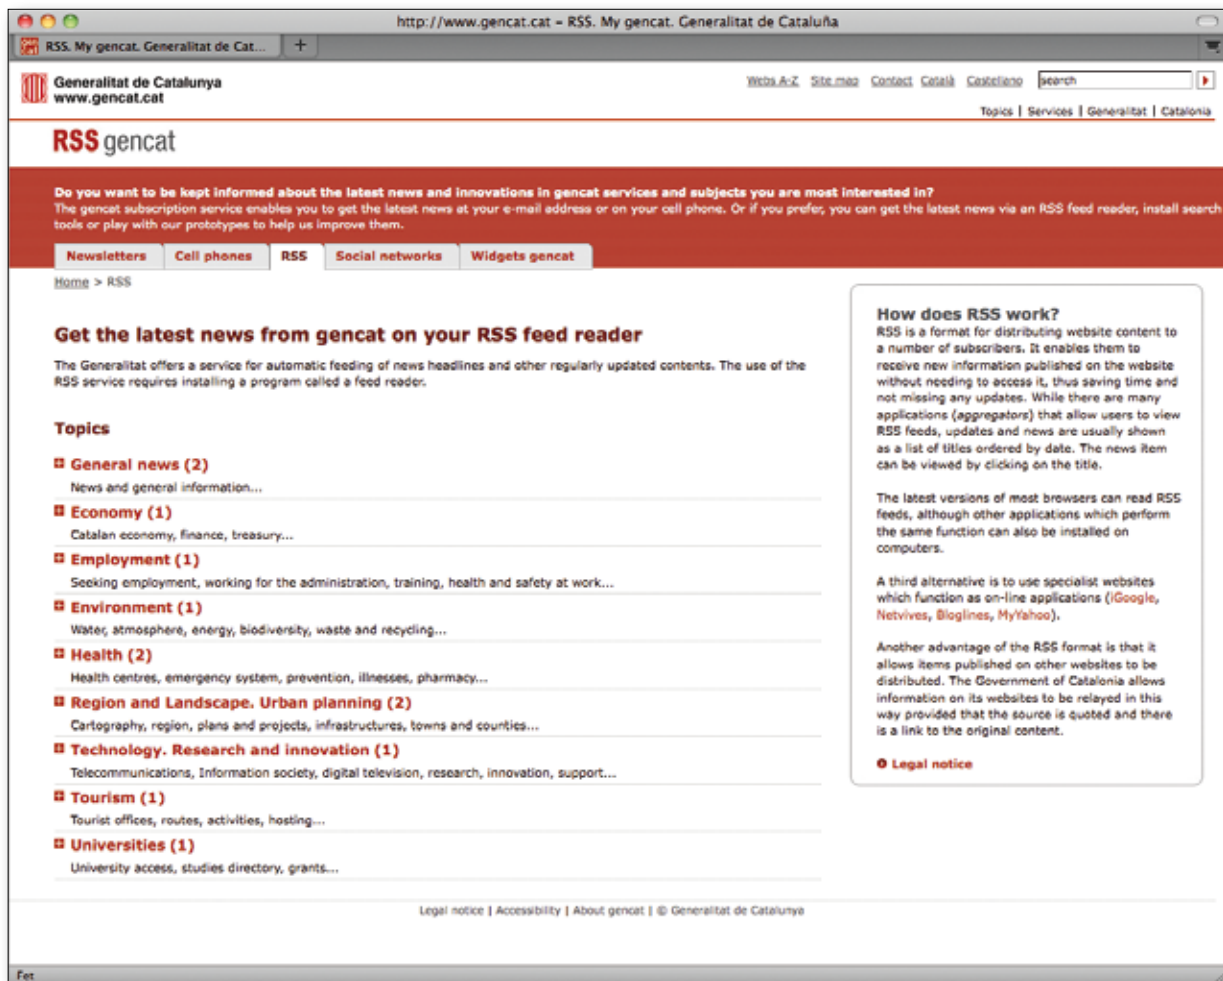 http://www.gencat.cat – RSS. My gencat. Generalitat de Cataluña
RSS. My gencat. Generalitat de Cat...
+
Generalitat de Catalunya
www.gencat.cat
Webs A-Z Site map Contact Català Castellano search
Topics | Services | Generalitat | Catalonia
RSS gencat
Do you want to be kept informed about the latest news and innovations in gencat services and subjects you are most interested in?
The gencat subscription service enables you to get the latest news at your e-mail address or on your cell phone. Or if you prefer, you can get the latest news via an RSS feed reader, install search
tools or play with our prototypes to help us improve them.
Newsletters Cell phones RSS Social networks Widgets gencat
Home > RSS
Get the latest news from gencat on your RSS feed reader
The Generalitat offers a service for automatic feeding of news headlines and other regularly updated contents. The use of the
RSS service requires installing a program called a feed reader.
Topics
General news (2)
News and general information...
Economy (1)
Catalan economy, finance, treasury...
Employment (1)
Seeking employment, working for the administration, training, health and safety at work...
Environment (1)
Water, atmosphere, energy, biodiversity, waste and recycling...
Health (2)
Health centres, emergency system, prevention, illnesses, pharmacy...
Region and Landscape. Urban planning (2)
Cartography, region, plans and projects, infrastructures, towns and counties...
Technology. Research and innovation (1)
Telecommunications, Information society, digital television, research, innovation, support...
Tourism (1)
Tourist offices, routes, activities, hosting...
Universities (1)
University access, studies directory, grants...
How does RSS work?
RSS is a format for distributing website content to
a number of subscribers. It enables them to
receive new information published on the website
without needing to access it, thus saving time and
not missing any updates. While there are many
applications (aggregators) that allow users to view
RSS feeds, updates and news are usually shown
as a list of titles ordered by date. The news item
can be viewed by clicking on the title.
The latest versions of most browsers can read RSS
feeds, although other applications which perform
the same function can also be installed on
computers.
A third alternative is to use specialist websites
which function as on-line applications (iGoogle,
Netvives, Bloglines, MyYahoo).
Another advantage of the RSS format is that it
allows items published on other websites to be
distributed. The Government of Catalonia allows
information on its websites to be relayed in this
way provided that the source is quoted and there
is a link to the original content.
Legal notice
Legal notice | Accessibility | About gencat | © Generalitat de Catalunya
Fet